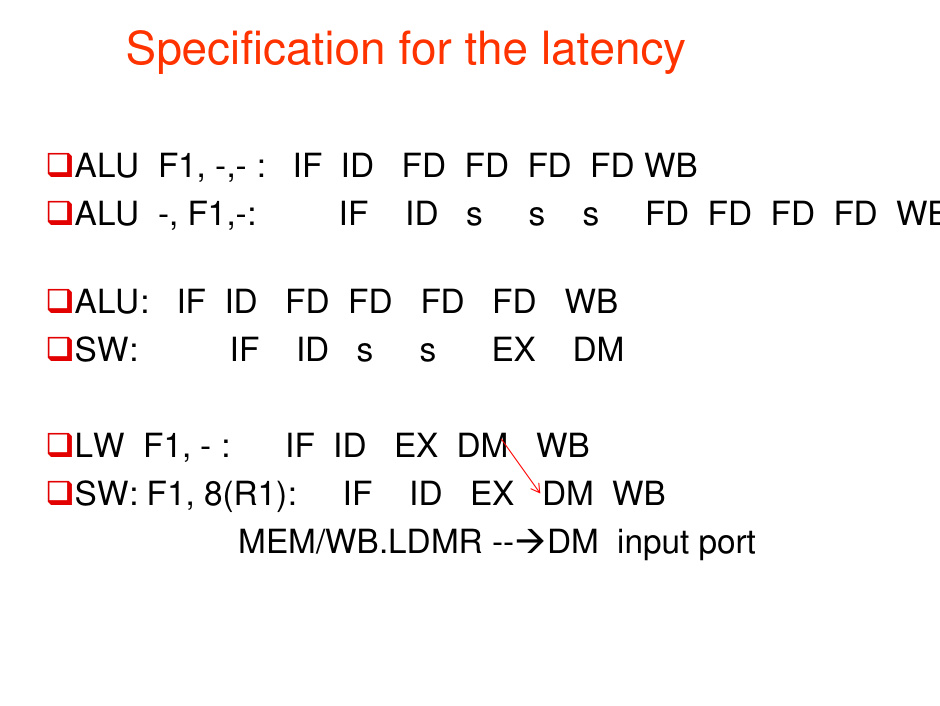 Specification for the latency
❑ALU F1, -,- : IF ID FD FD FD FD WB
❑ALU -, F1,-: IF ID s s s FD FD FD FD WB
❑ALU: IF ID FD FD FD FD WB
❑SW: IF ID s s EX DM
❑LW F1, - : IF ID EX DM WB
❑SW: F1, 8(R1): IF ID EX DM WB
MEM/WB.LDMR --→DM input port